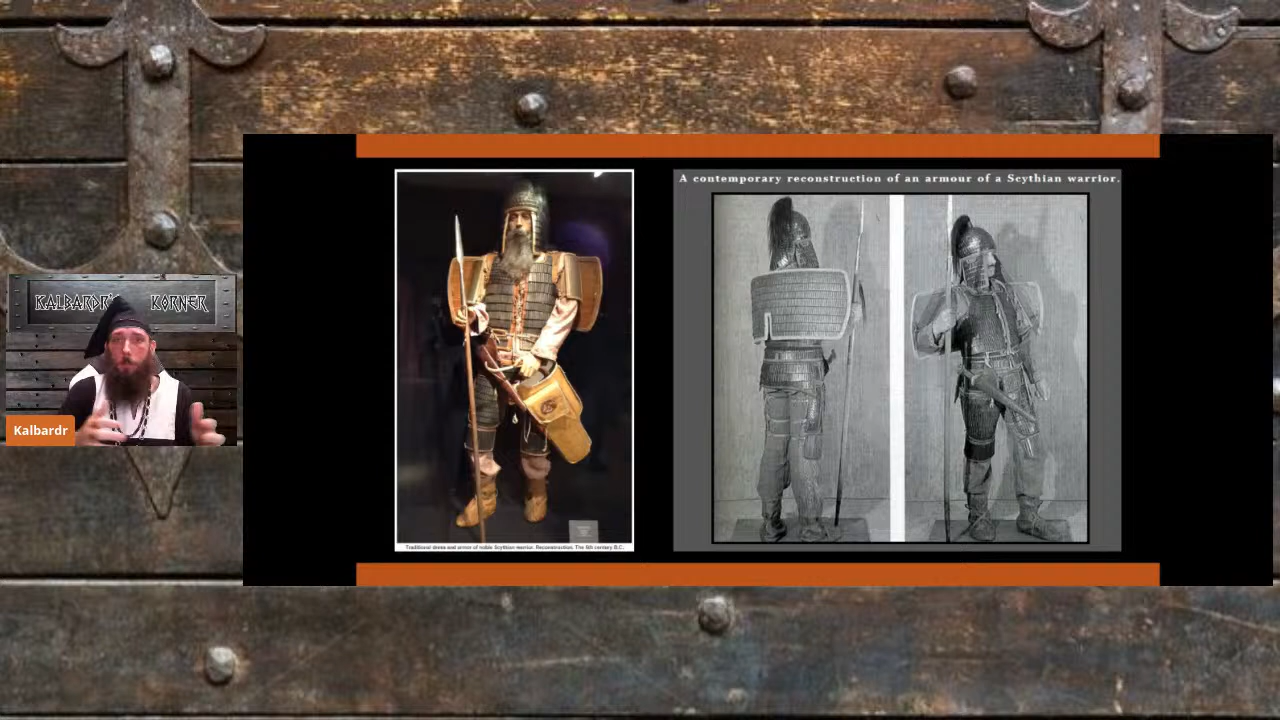 A contemporary reconstruction of an armour of a Scythian warrior.
KALBARDR'S KORNER
Kalbardr
Traditional dress and armor of noble Scythian warrior. Reconstruction. The 6th century B.C.